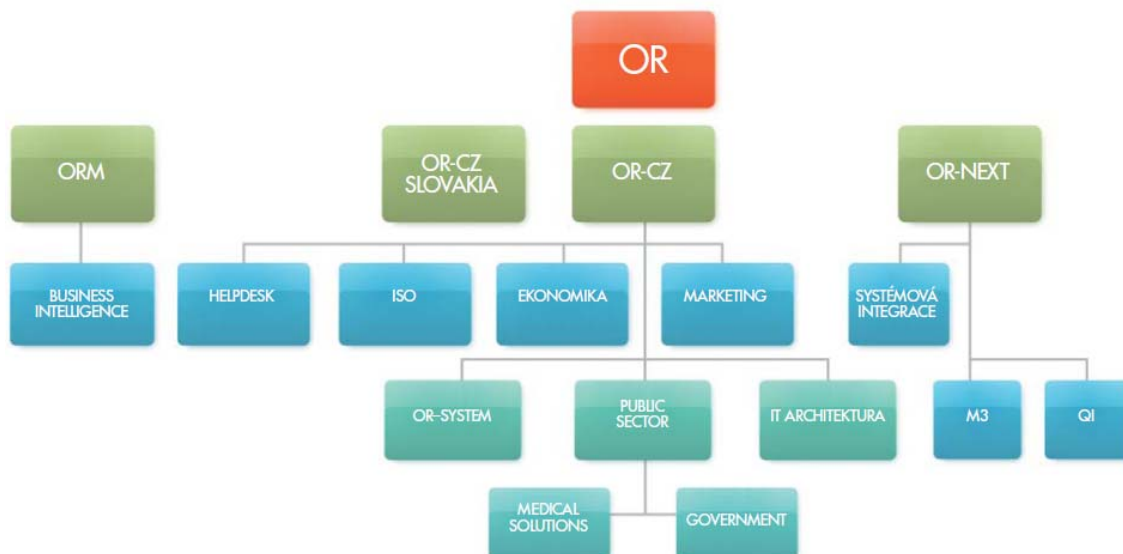 OR
ORM
OR-CZ
SLOVAKIA
OR-CZ
OR-NEXT
BUSINESS
INTELLIGENCE
HELPDESK
ISO
EKONOMIKA
MARKETING
SYSTÉMOVÁ
INTEGRACE
OR–SYSTEM
PUBLIC
SECTOR
IT ARCHITEKTURA
M3
QI
MEDICAL
SOLUTIONS
GOVERNMENT